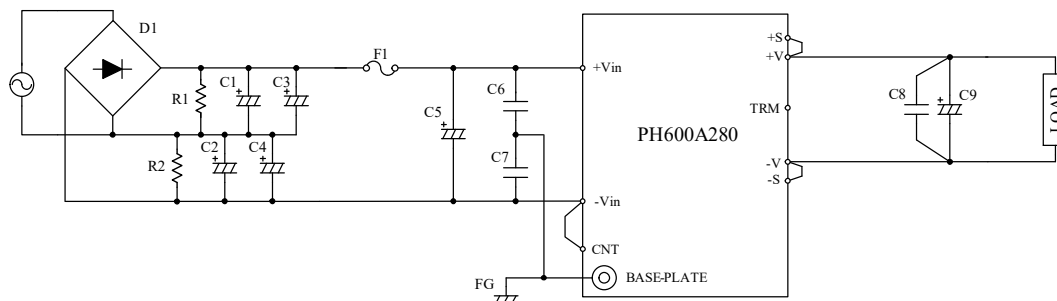 D1
F1
+S
+V
C1
C3
+
+
R1
+Vin
C6
C5
+
TRM
C8
C9
+
LOAD
C2
C4
+
+
R2
C7
-V
-S
-Vin
PH600A280
CNT
FG
BASE-PLATE